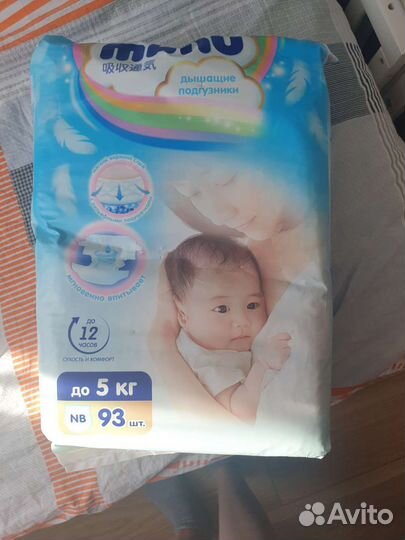 吸收通気
дышащие
подгузники
мгновенно впитывает
до
12
часов
СУХОСТЬ И КОМФОРТ
до 5 кг
NB 93 шт.
Avito